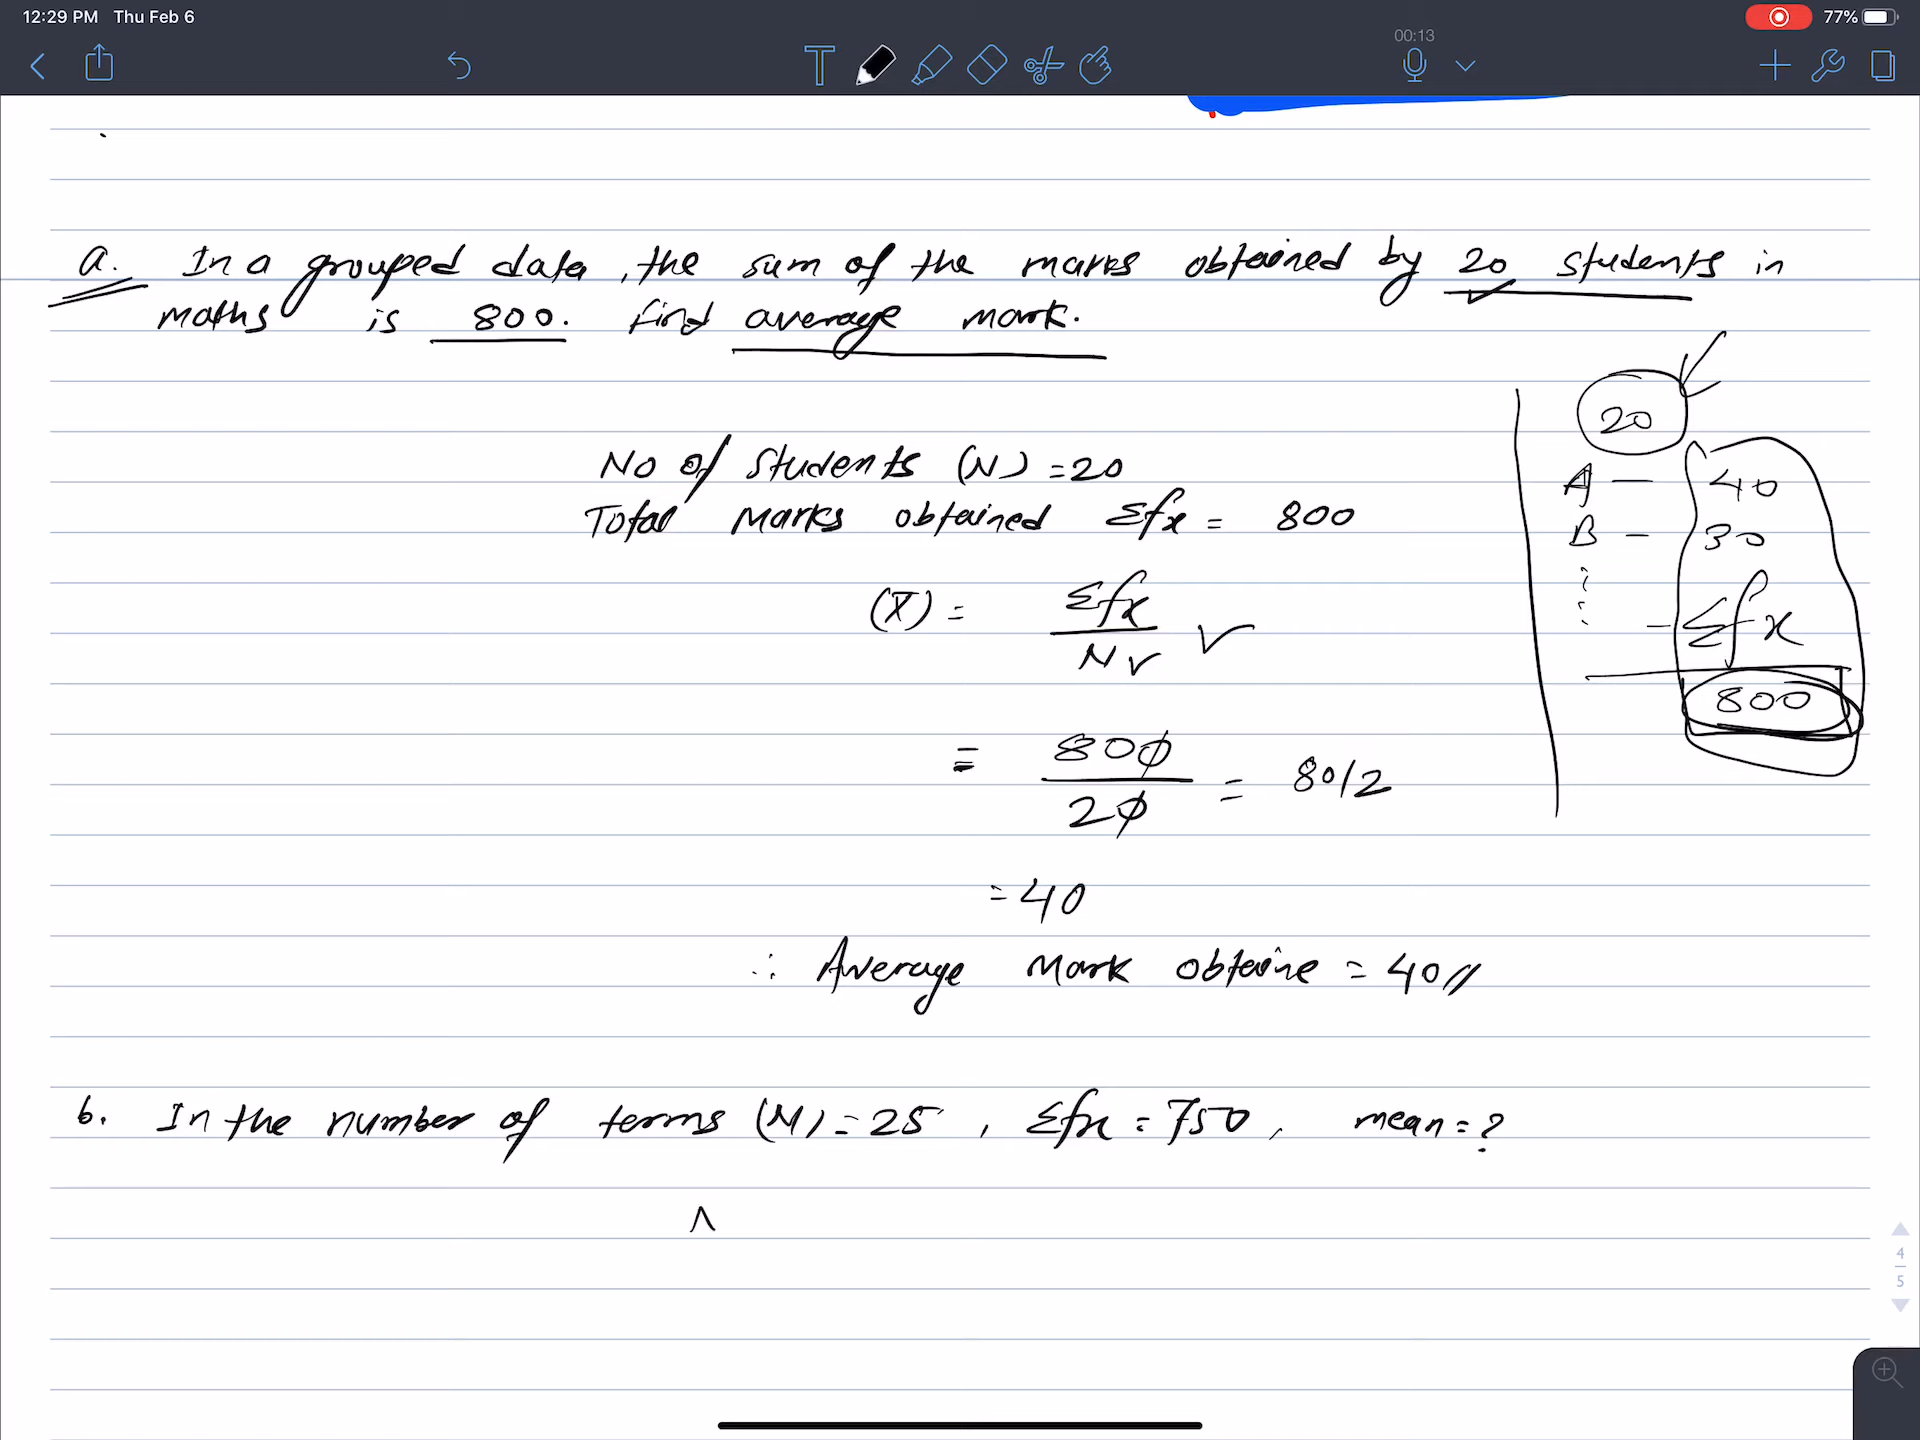 12:29 PM Thu Feb 6
77%
00:13
a. In a grouped data, the sum of the marks obtained by 20 students in
maths is 800. find average mark.
20
A — 40
B — 30
Σfx
800
No of students (N) = 20
Total Marks obtained Σfx = 800
(X̄) = Σfx / N
= 800 / 20 = 80/2
= 40
∴ Average Mark obtaine = 40//
b. In the number of terms (N) = 25, Σfx = 750, mean = ?
4
5